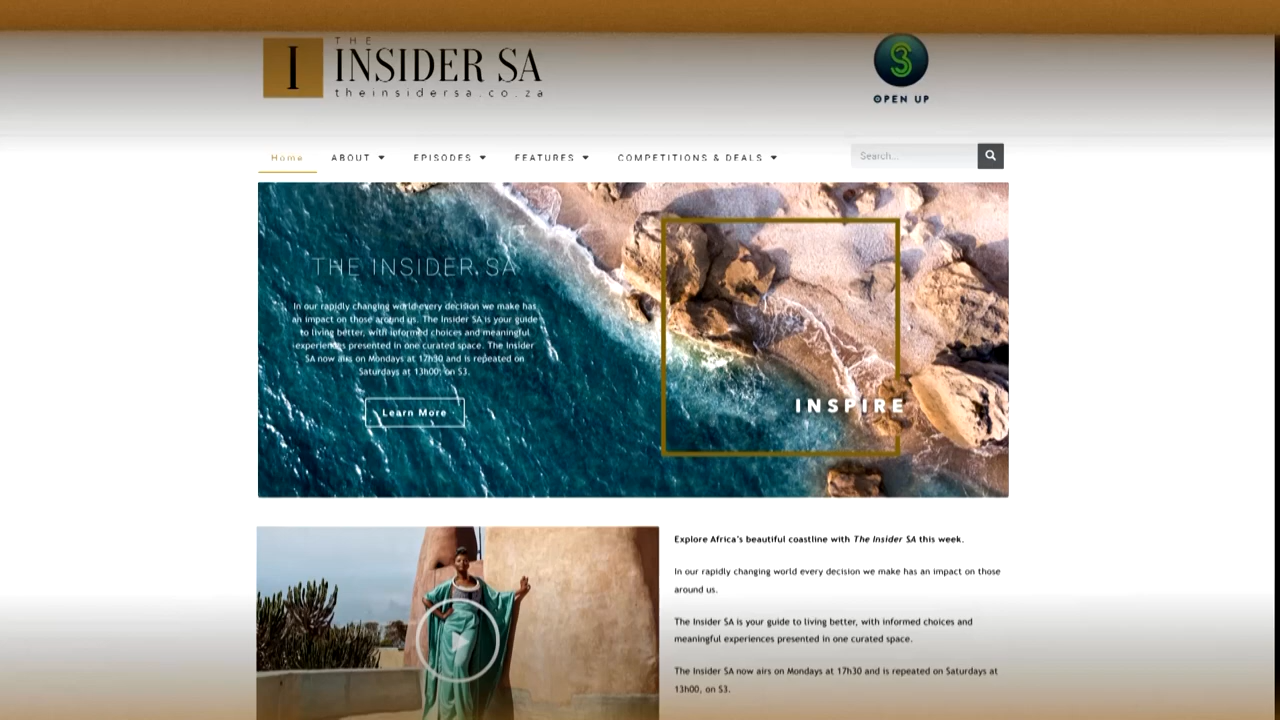 I
THE
INSIDER SA
theinsidersa.co.za
S3
OPEN UP
Home
ABOUT
EPISODES
FEATURES
COMPETITIONS & DEALS
Search...
THE INSIDER SA
In our rapidly changing world every decision we make has
an impact on those around us. The Insider SA is your guide
to living better, with informed choices and meaningful
experiences presented in one curated space. The Insider
SA now airs on Mondays at 17h30 and is repeated on
Saturdays at 13h00, on S3.
Learn More
INSPIRE
Explore Africa's beautiful coastline with The Insider SA this week.
In our rapidly changing world every decision we make has an impact on those
around us.
The Insider SA is your guide to living better, with informed choices and
meaningful experiences presented in one curated space.
The Insider SA now airs on Mondays at 17h30 and is repeated on Saturdays at
13h00, on S3.